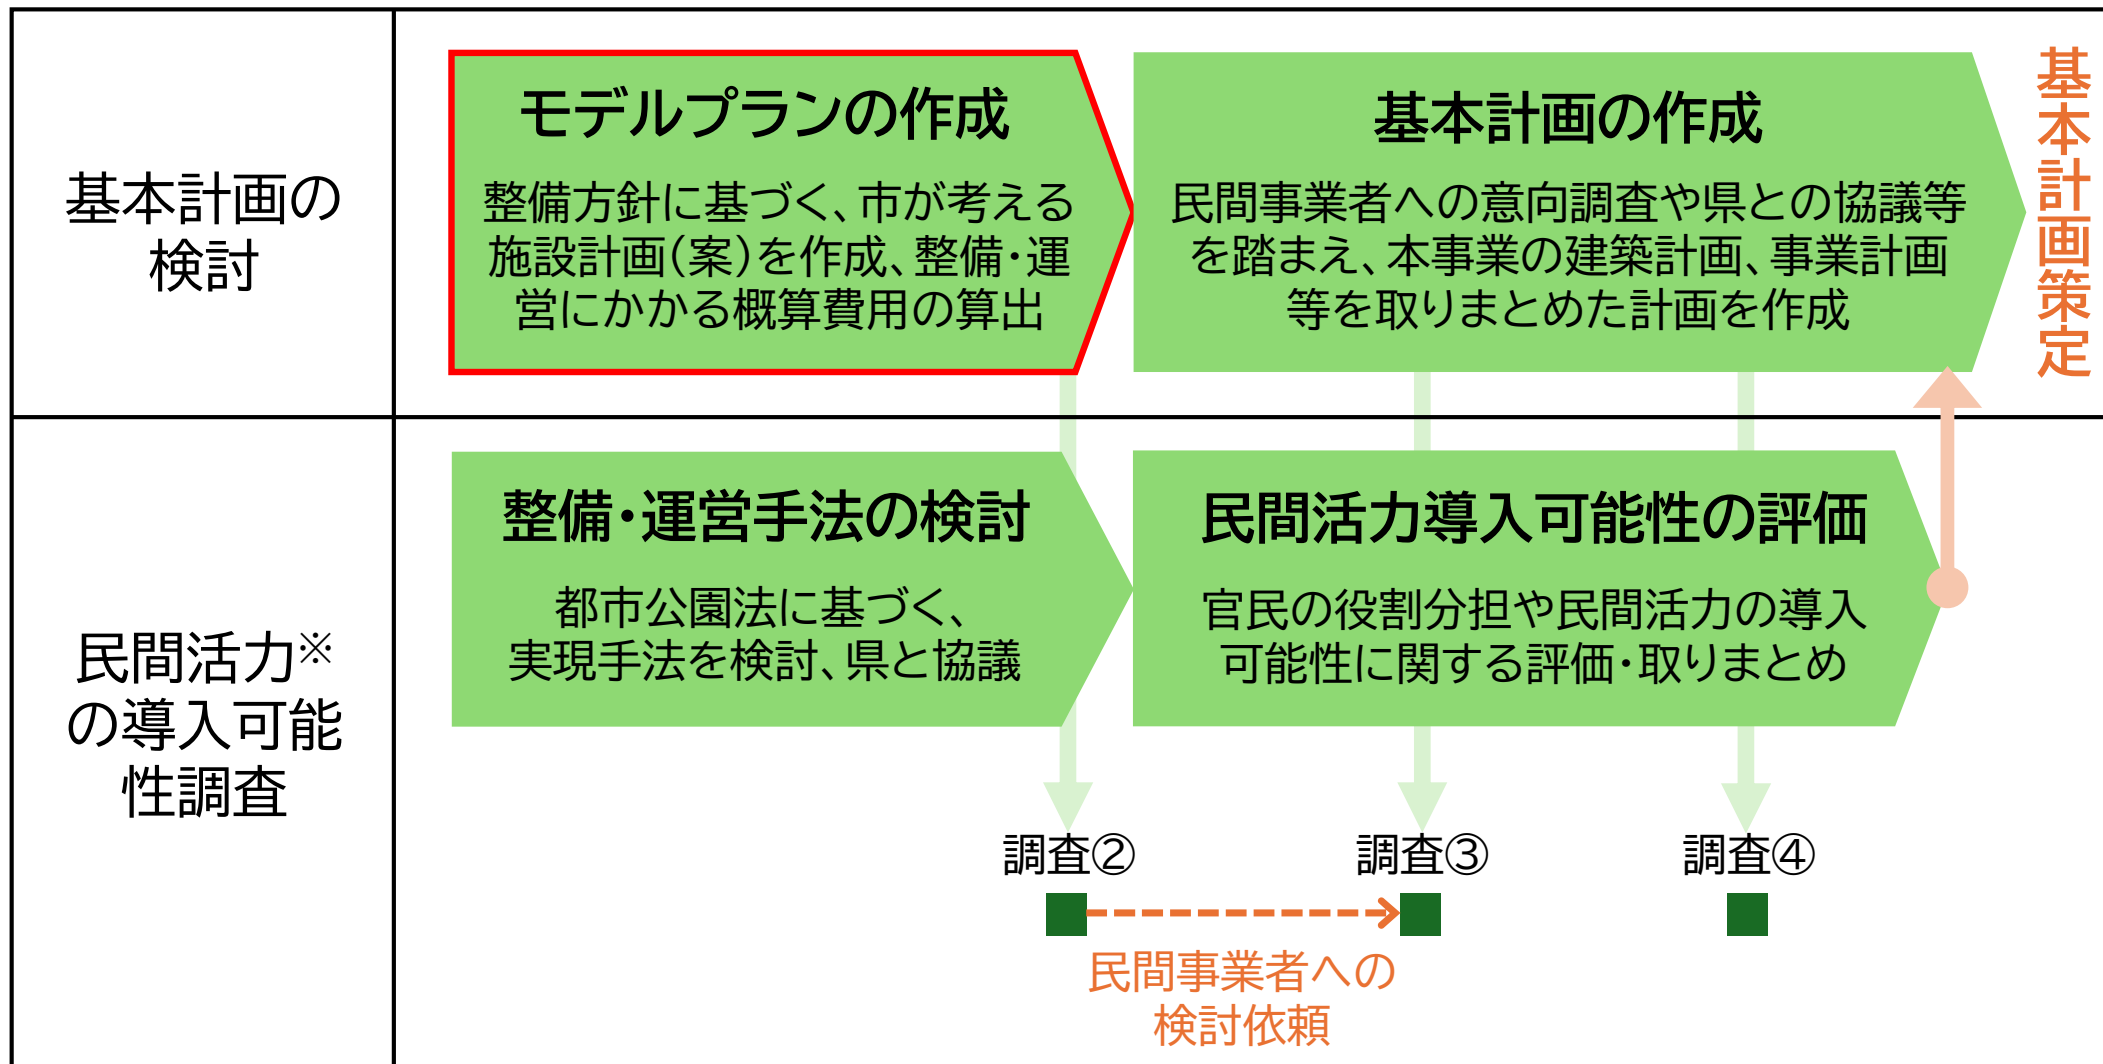 基本計画の
検討
モデルプランの作成
整備方針に基づく、市が考える
施設計画(案)を作成、整備・運
営にかかる概算費用の算出
基本計画の作成
民間事業者への意向調査や県との協議等
を踏まえ、本事業の建築計画、事業計画
等を取りまとめた計画を作成
基本計画策定
民間活力※
の導入可能
性調査
整備・運営手法の検討
都市公園法に基づく、
実現手法を検討、県と協議
民間活力導入可能性の評価
官民の役割分担や民間活力の導入
可能性に関する評価・取りまとめ
調査②
調査③
調査④
民間事業者への
検討依頼